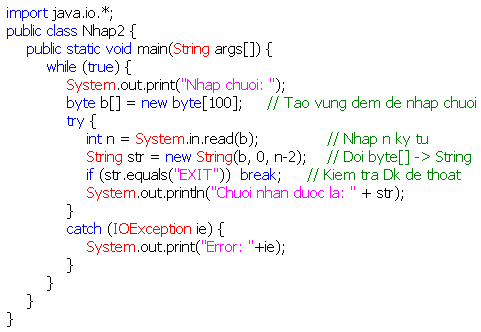 import java.io.*;
public class Nhap2 {
public static void main(String args[]) {
while (true) {
System.out.print("Nhap chuoi: ");
byte b[] = new byte[100]; // Tao vung dem de nhap chuoi
try {
int n = System.in.read(b); // Nhap n ky tu
String str = new String(b, 0, n-2); // Doi byte[] -> String
if (str.equals("EXIT")) break; // Kiem tra Dk de thoat
System.out.println("Chuoi nhan duoc la: " + str);
}
catch (IOException ie) {
System.out.print("Error: "+ie);
}
}
}
}